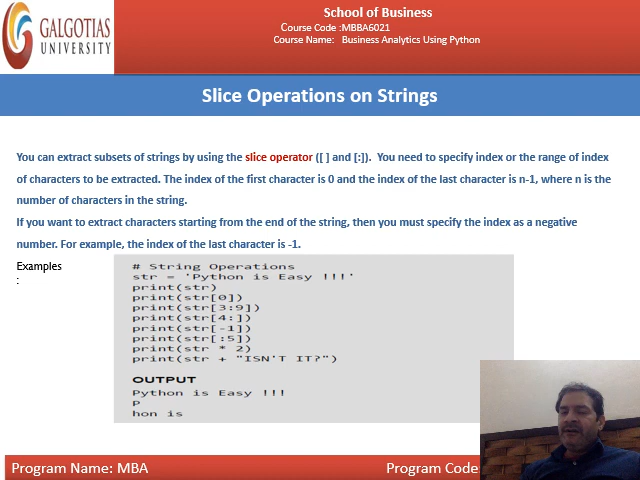 GALGOTIAS
UNIVERSITY
School of Business
Course Code :MBBA6021
Course Name: Business Analytics Using Python
Slice Operations on Strings
You can extract subsets of strings by using the slice operator ([ ] and [:]). You need to specify index or the range of index
of characters to be extracted. The index of the first character is 0 and the index of the last character is n-1, where n is the
number of characters in the string.
If you want to extract characters starting from the end of the string, then you must specify the index as a negative
number. For example, the index of the last character is -1.
Examples
:
# String Operations
str = 'Python is Easy !!!'
print(str)
print(str[0])
print(str[3:9])
print(str[4:])
print(str[-1])
print(str[:5])
print(str * 2)
print(str + "ISN'T IT?")
OUTPUT
Python is Easy !!!
P
hon is
Program Name: MBA
Program Code